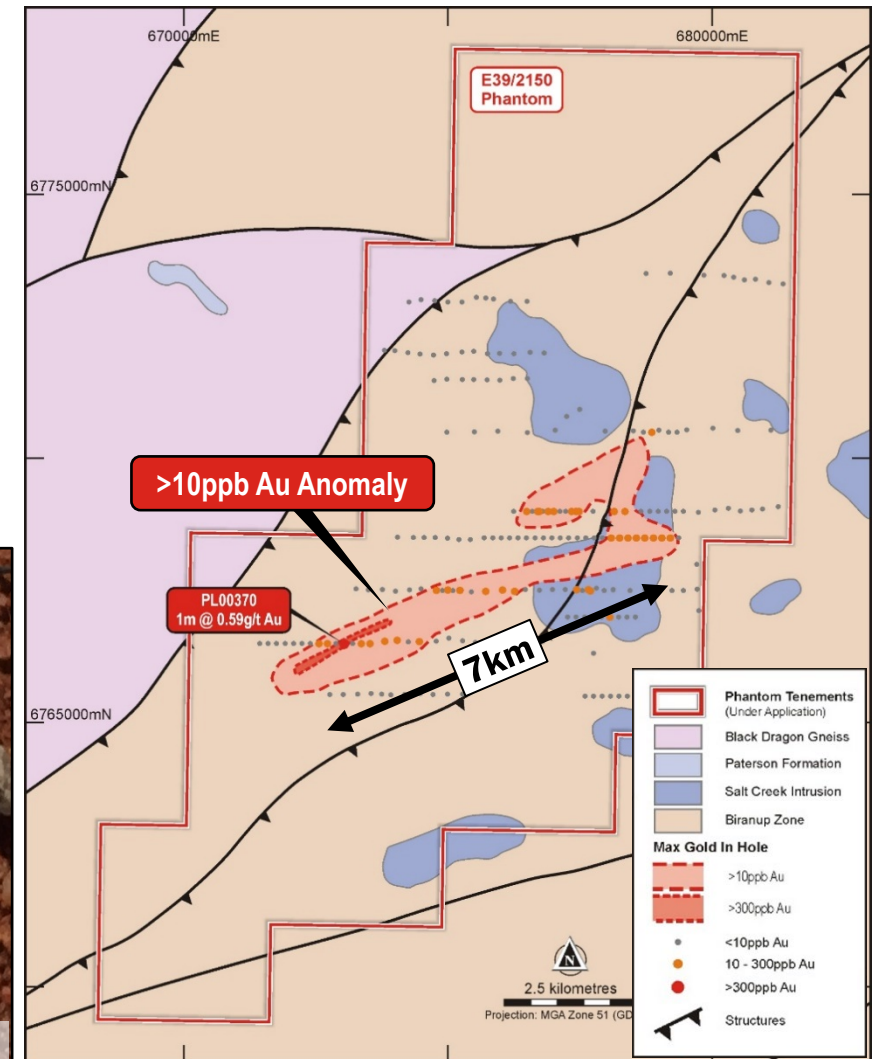 670000mE
680000mE
E39/2150
Phantom
6775000mN
>10ppb Au Anomaly
PL00370
1m @ 0.59g/t Au
7km
6765000mN
Phantom Tenements
(Under Application)
Black Dragon Gneiss
Paterson Formation
Salt Creek Intrusion
Biranup Zone
Max Gold In Hole
>10ppb Au
>300ppb Au
<10ppb Au
10 - 300ppb Au
>300ppb Au
Structures
N
2.5 kilometres
Projection: MGA Zone 51 (GD